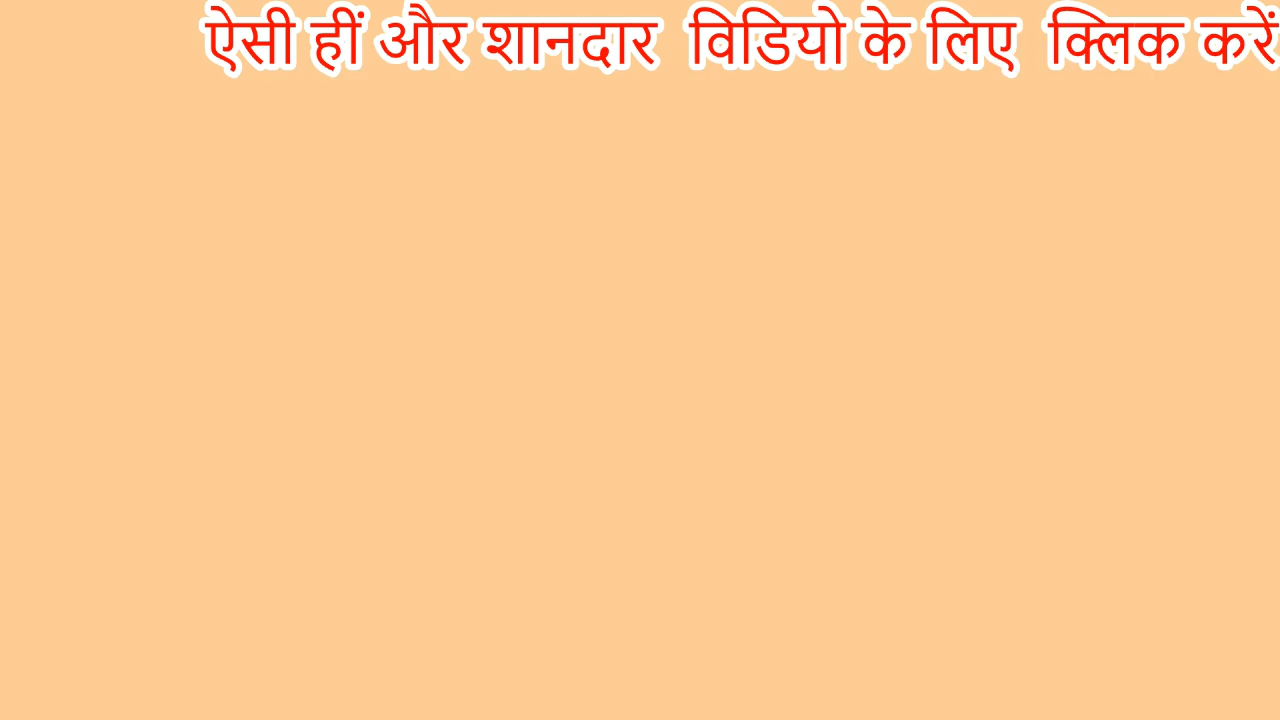 ऐसी हीं और शानदार विडियो के लिए क्लिक करें